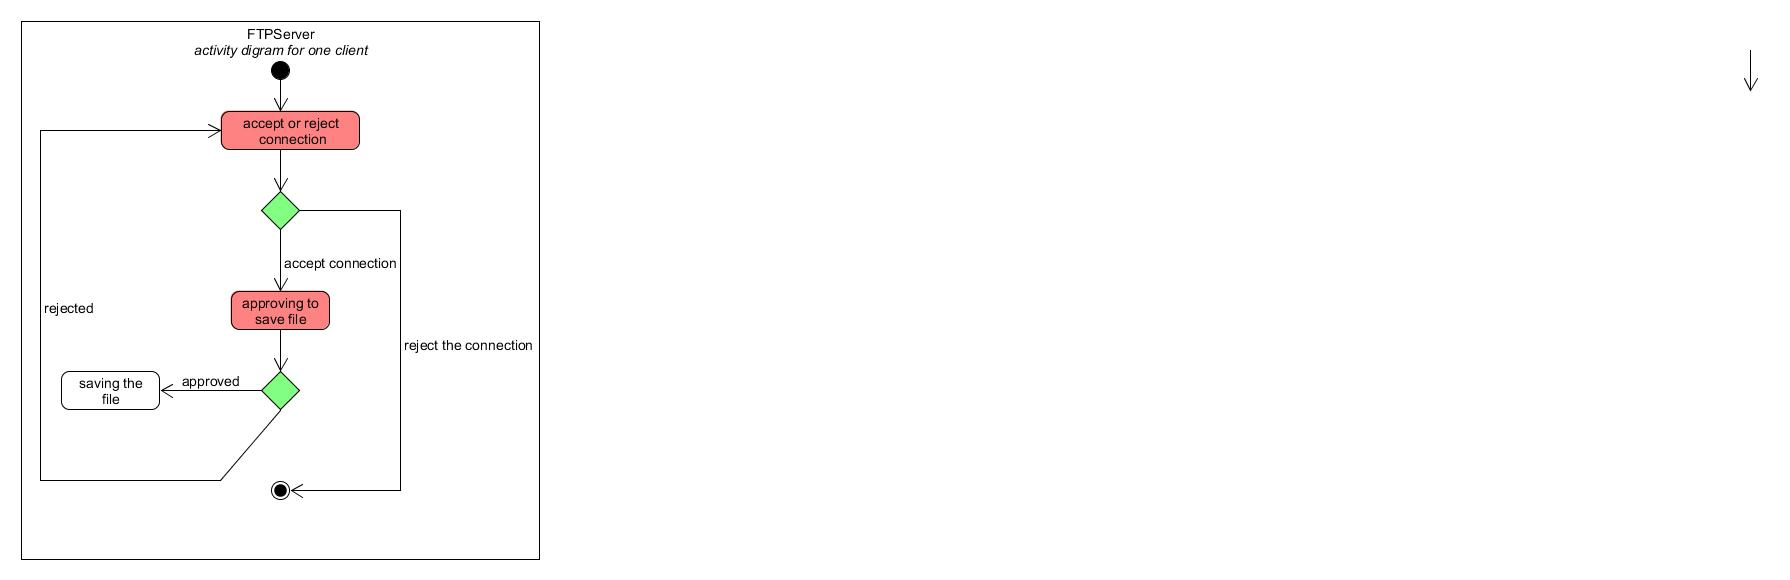 FTPServer
activity digram for one client
accept or reject
connection
accept connection
approving to
save file
rejected
reject the connection
approved
saving the
file